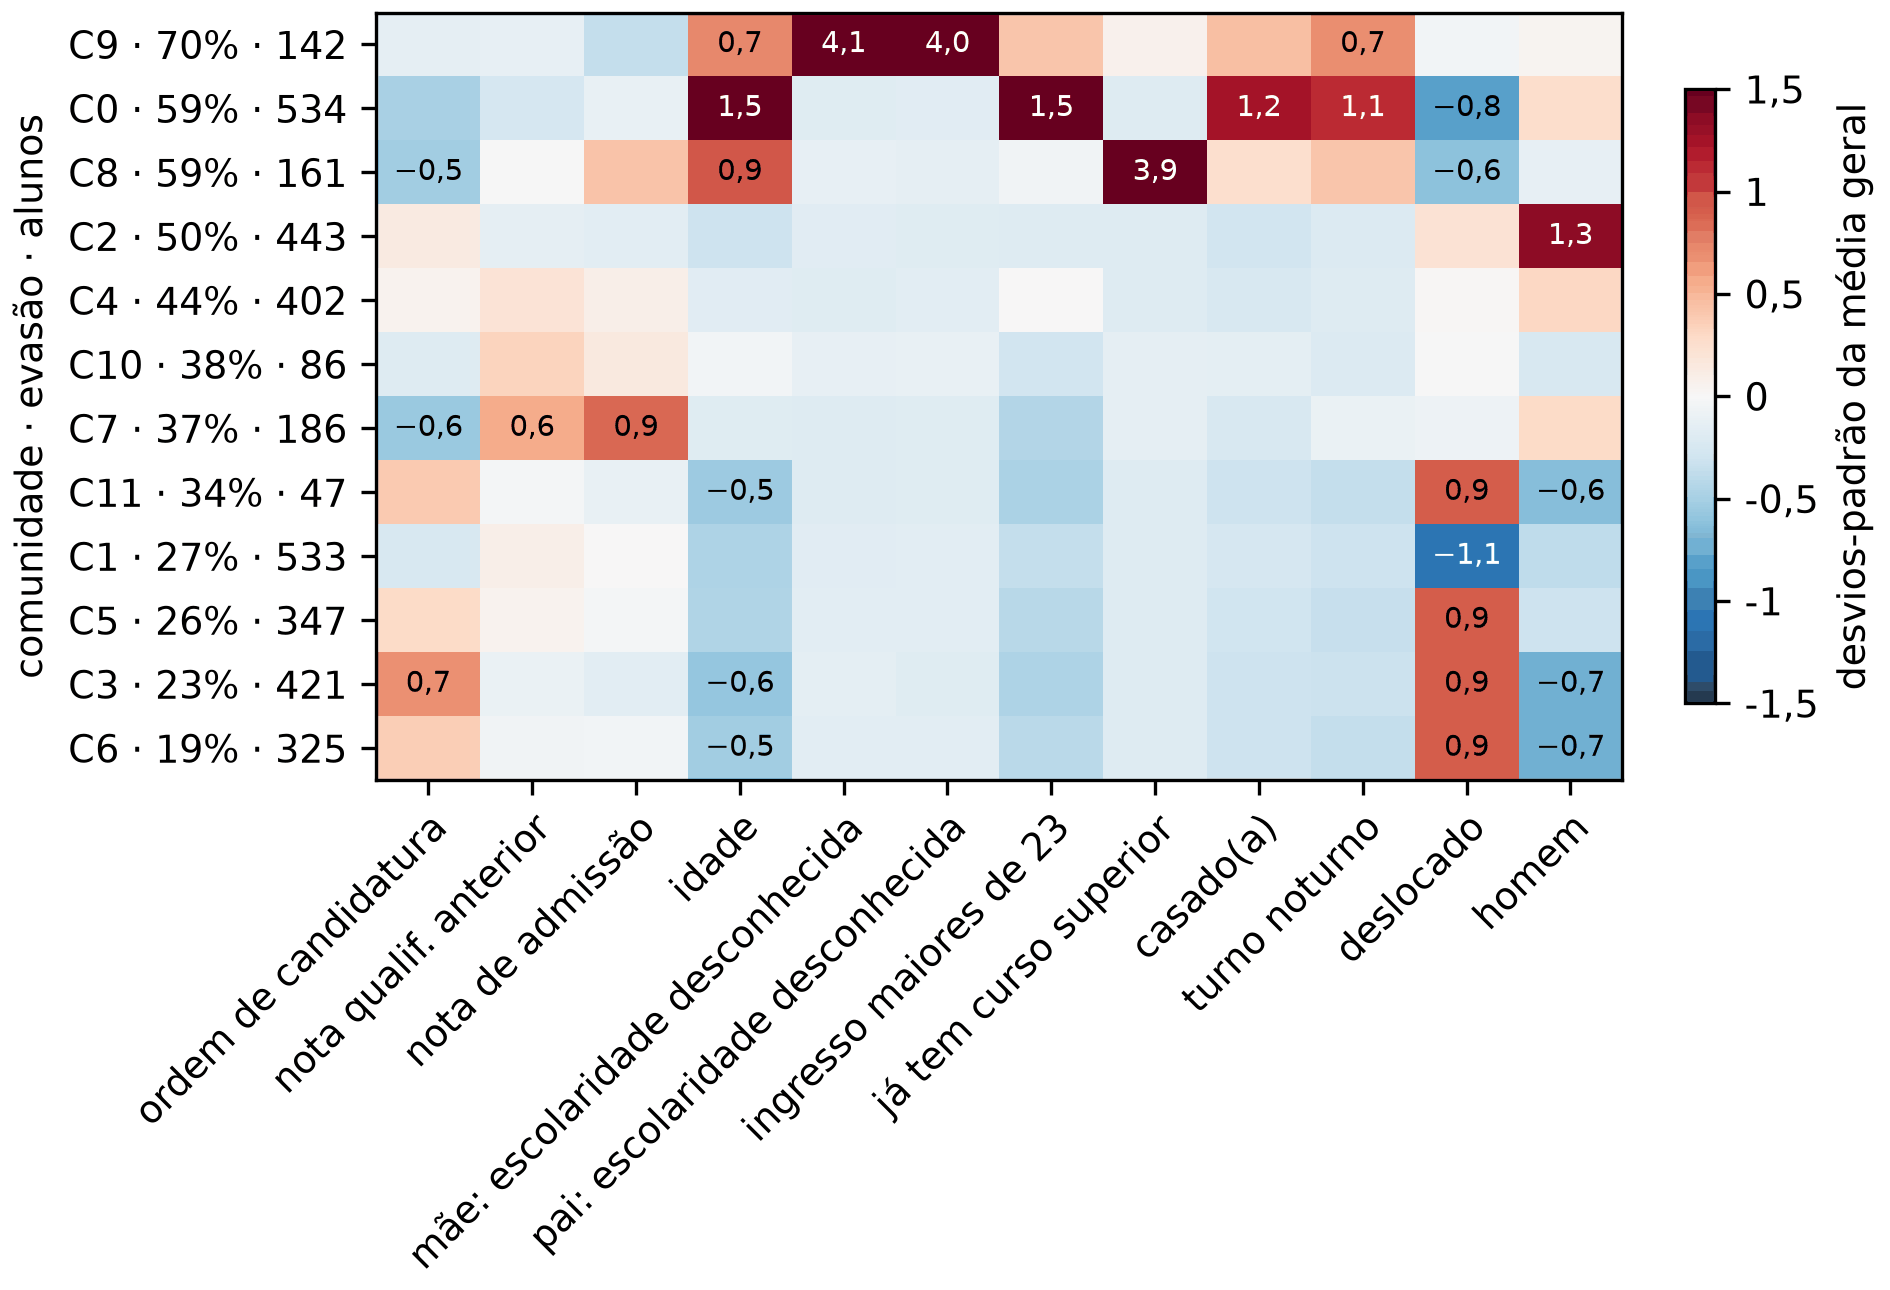 comunidade · evasão · alunos
C9 · 70% · 142
0,7 4,1 4,0 0,7
C0 · 59% · 534
1,5 1,5 1,2 1,1 −0,8
C8 · 59% · 161
−0,5 0,9 3,9 −0,6
C2 · 50% · 443
1,3
C4 · 44% · 402
C10 · 38% · 86
C7 · 37% · 186
−0,6 0,6 0,9
C11 · 34% · 47
−0,5 0,9 −0,6
C1 · 27% · 533
−1,1
C5 · 26% · 347
0,9
C3 · 23% · 421
0,7 −0,6 0,9 −0,7
C6 · 19% · 325
−0,5 0,9 −0,7
ordem de candidatura
nota qualif. anterior
nota de admissão
idade
mãe: escolaridade desconhecida
pai: escolaridade desconhecida
ingresso maiores de 23
já tem curso superior
casado(a)
turno noturno
deslocado
homem
1,5
1
0,5
0
-0,5
-1
-1,5
desvios-padrão da média geral